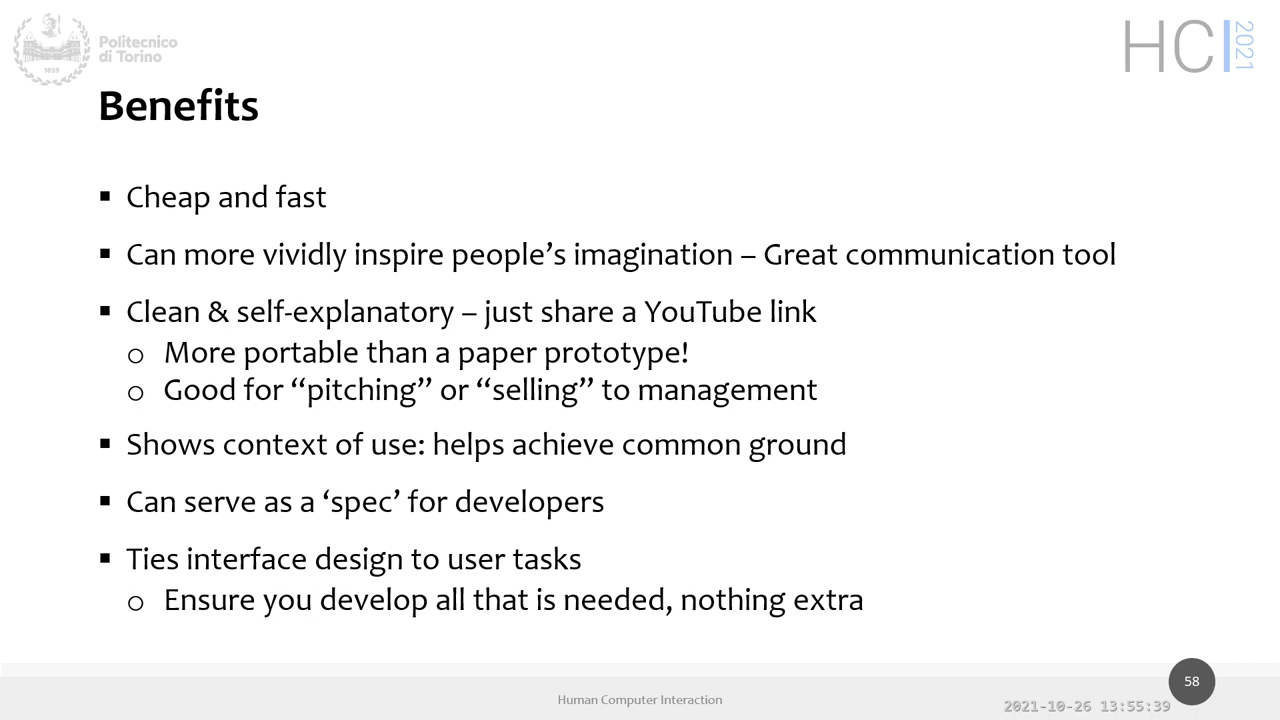 Politecnico
di Torino
1859
HCI 2021
Benefits
▪ Cheap and fast
▪ Can more vividly inspire people’s imagination – Great communication tool
▪ Clean & self-explanatory – just share a YouTube link
o More portable than a paper prototype!
o Good for “pitching” or “selling” to management
▪ Shows context of use: helps achieve common ground
▪ Can serve as a ‘spec’ for developers
▪ Ties interface design to user tasks
o Ensure you develop all that is needed, nothing extra
58
Human Computer Interaction
2021-10-26 13:55:39